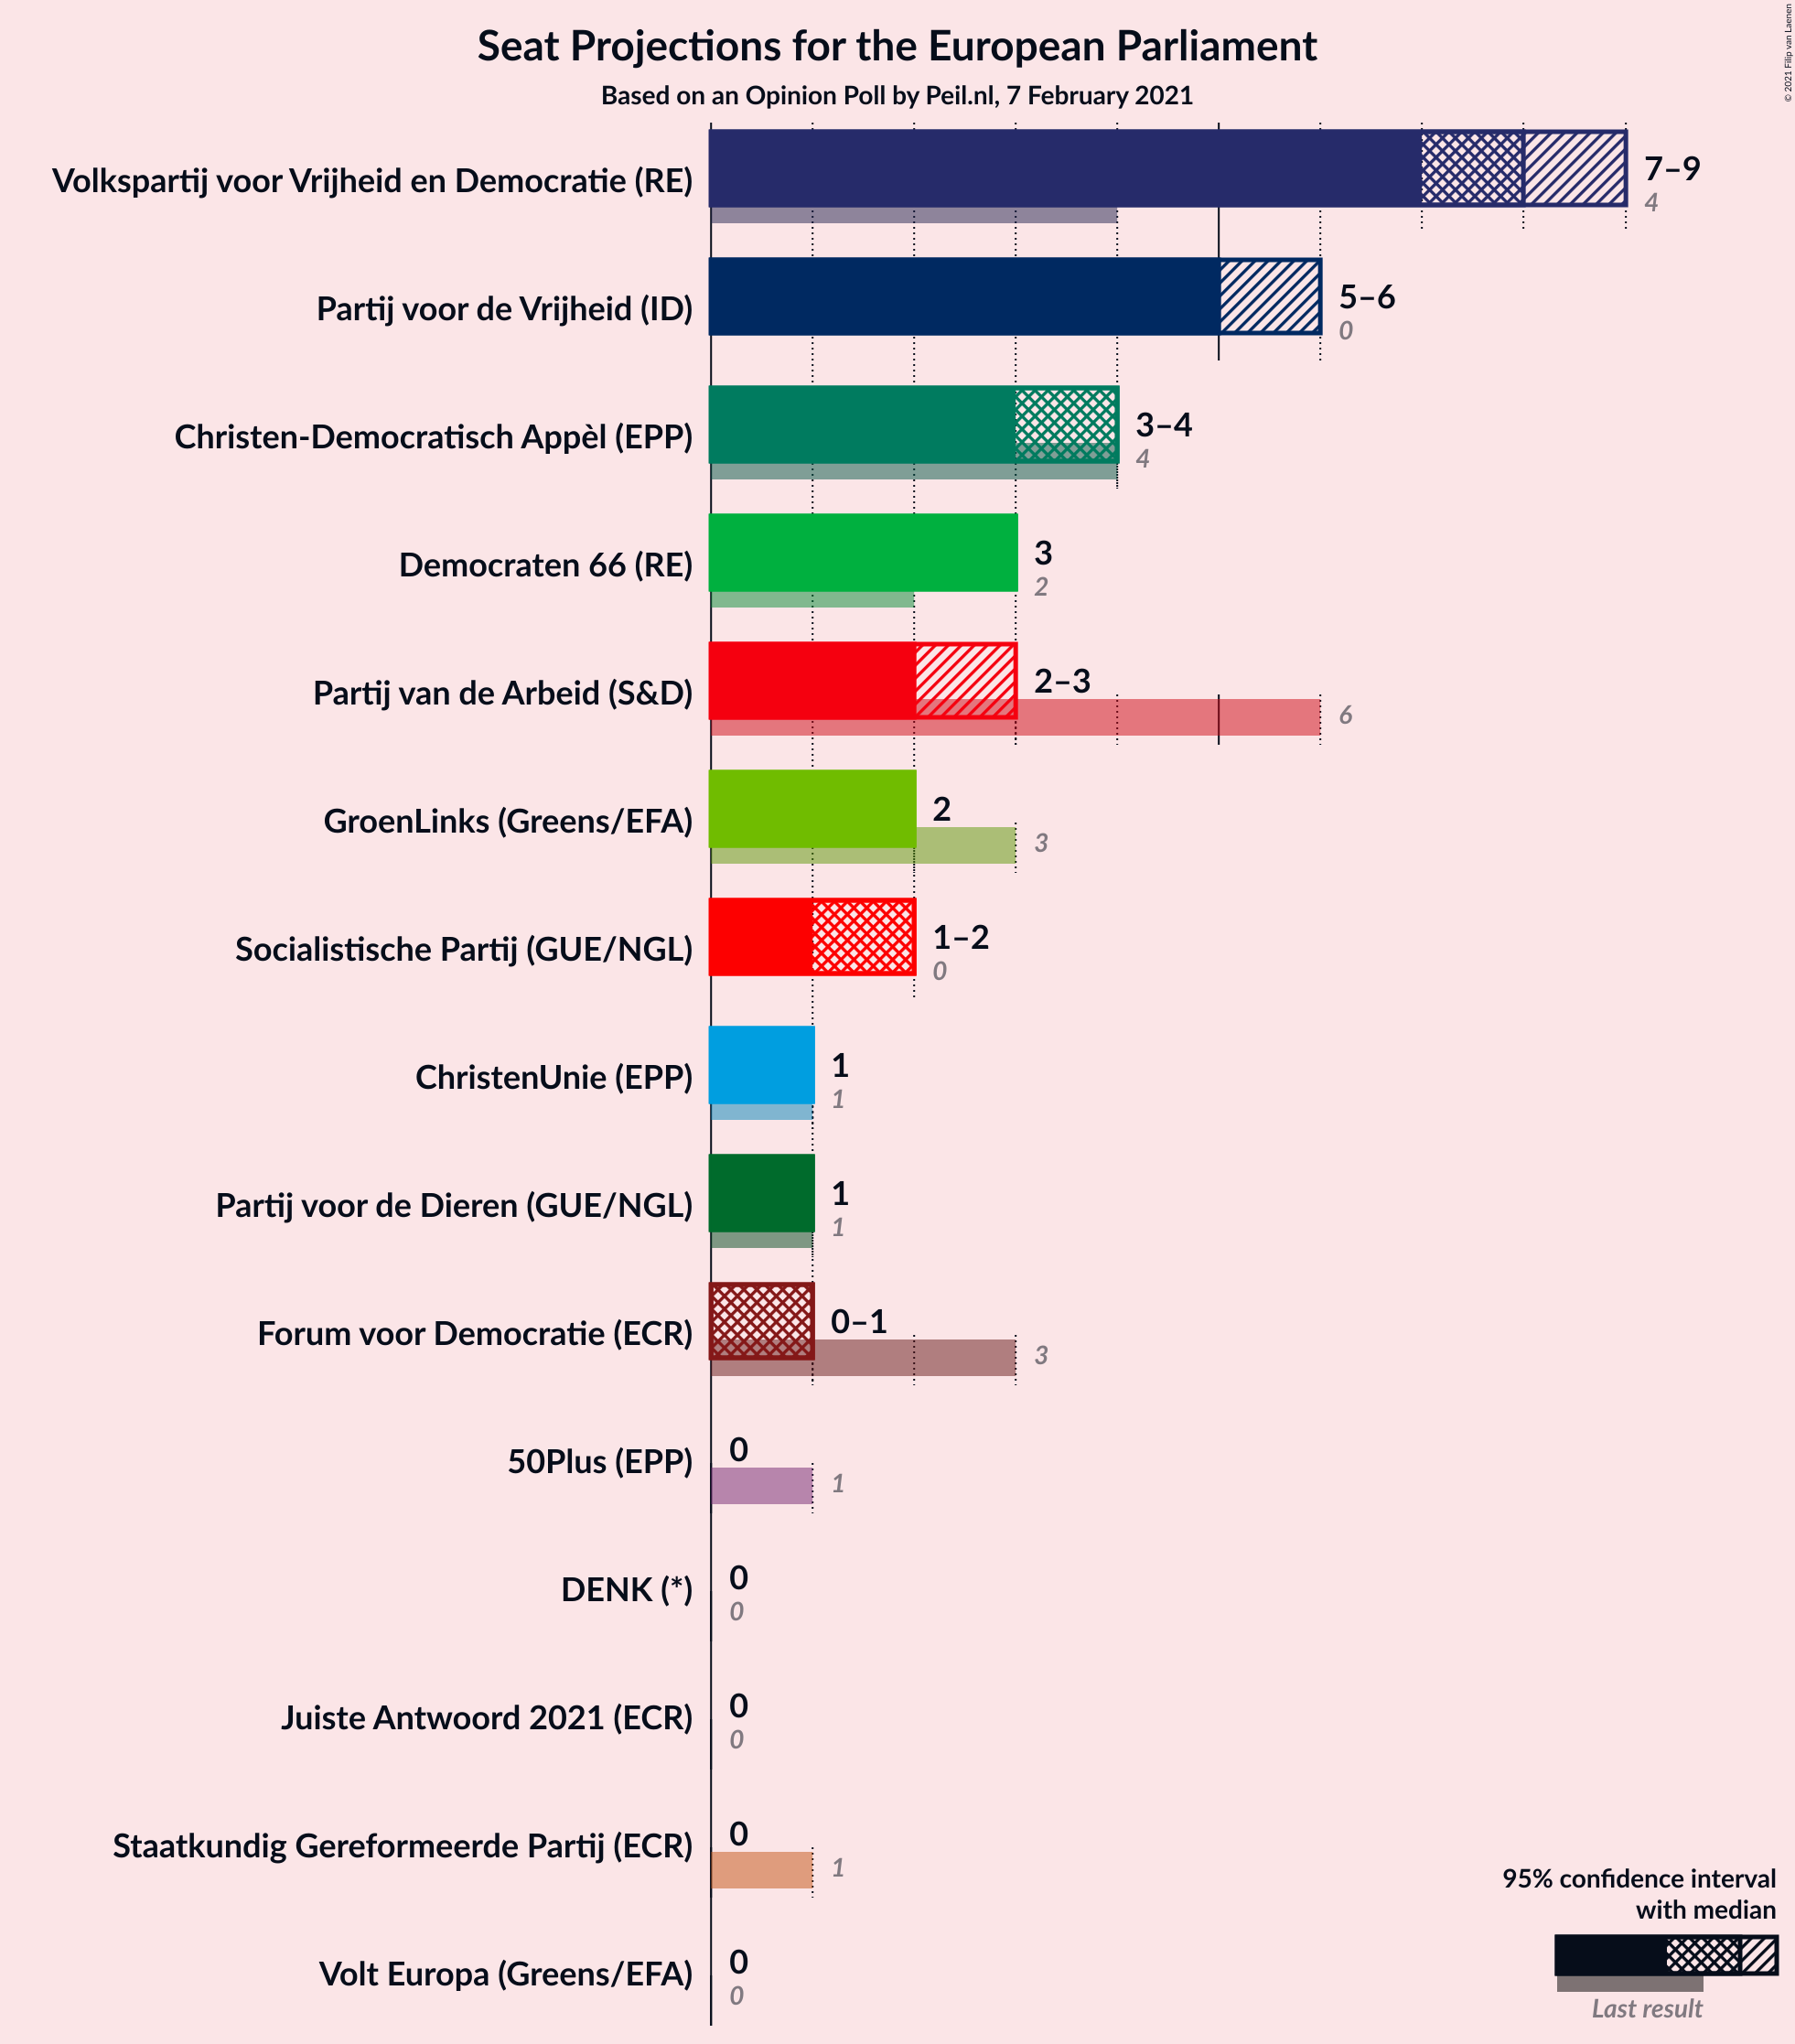 Seat Projections for the European Parliament
Based on an Opinion Poll by Peil.nl, 7 February 2021
© 2021 Filip van Laenen
Volkspartij voor Vrijheid en Democratie (RE)
7–9
4
Partij voor de Vrijheid (ID)
5–6
0
Christen-Democratisch Appèl (EPP)
3–4
4
Democraten 66 (RE)
3
2
Partij van de Arbeid (S&D)
2–3
6
GroenLinks (Greens/EFA)
2
3
Socialistische Partij (GUE/NGL)
1–2
0
ChristenUnie (EPP)
1
1
Partij voor de Dieren (GUE/NGL)
1
1
Forum voor Democratie (ECR)
0–1
3
50Plus (EPP)
0
1
DENK (*)
0
0
Juiste Antwoord 2021 (ECR)
0
0
Staatkundig Gereformeerde Partij (ECR)
0
1
Volt Europa (Greens/EFA)
0
0
95% confidence interval
with median
Last result